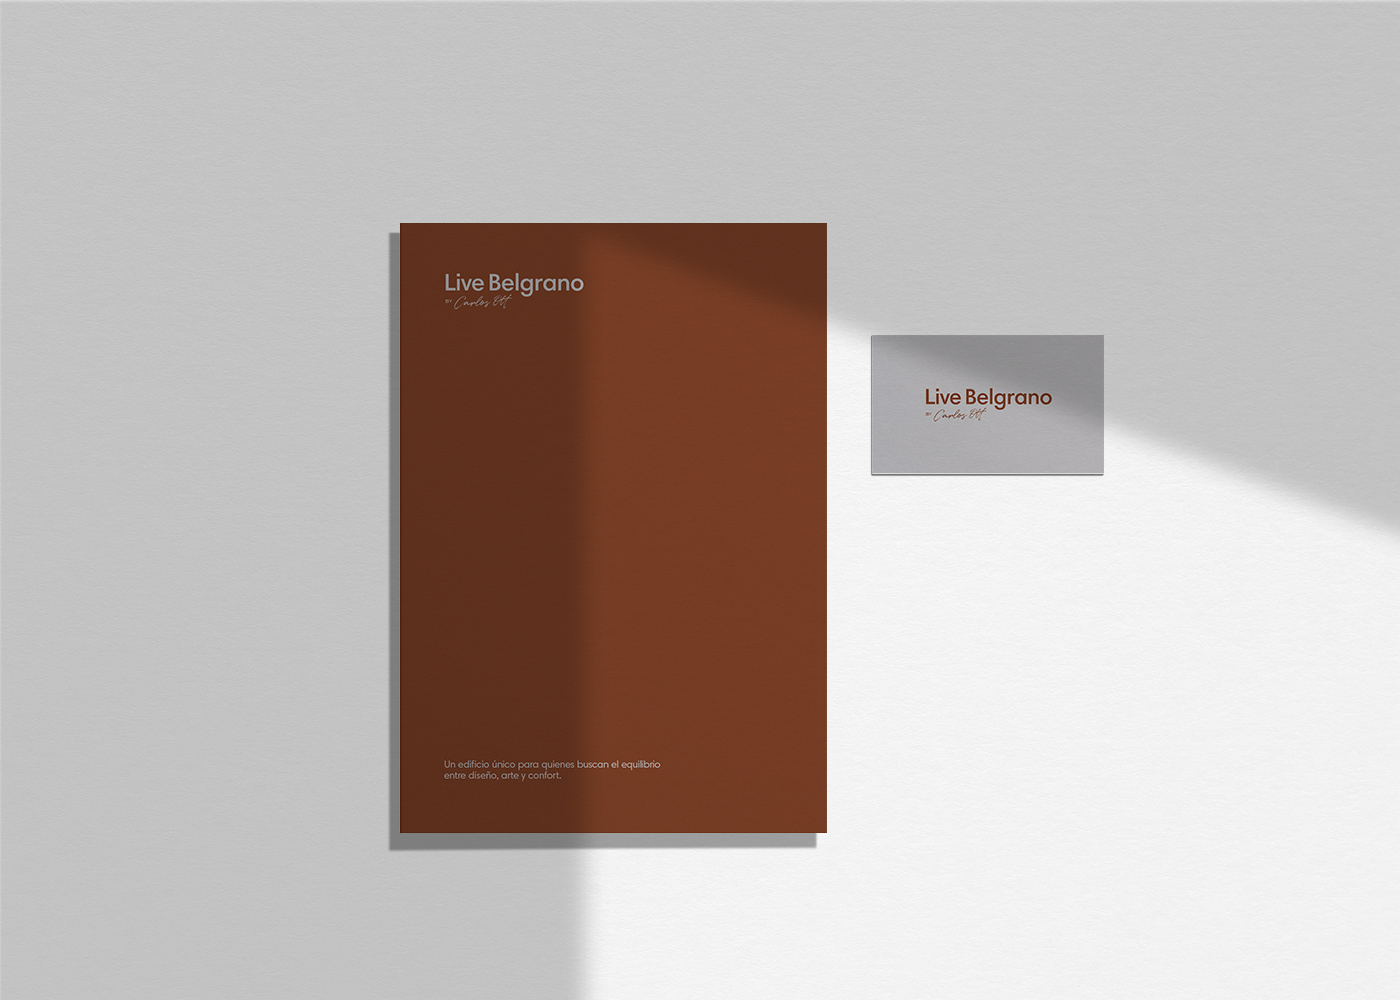 Live Belgrano
BY Carlos Ott
Un edificio único para quienes buscan el equilibrio
entre diseño, arte y confort.
Live Belgrano
BY Carlos Ott